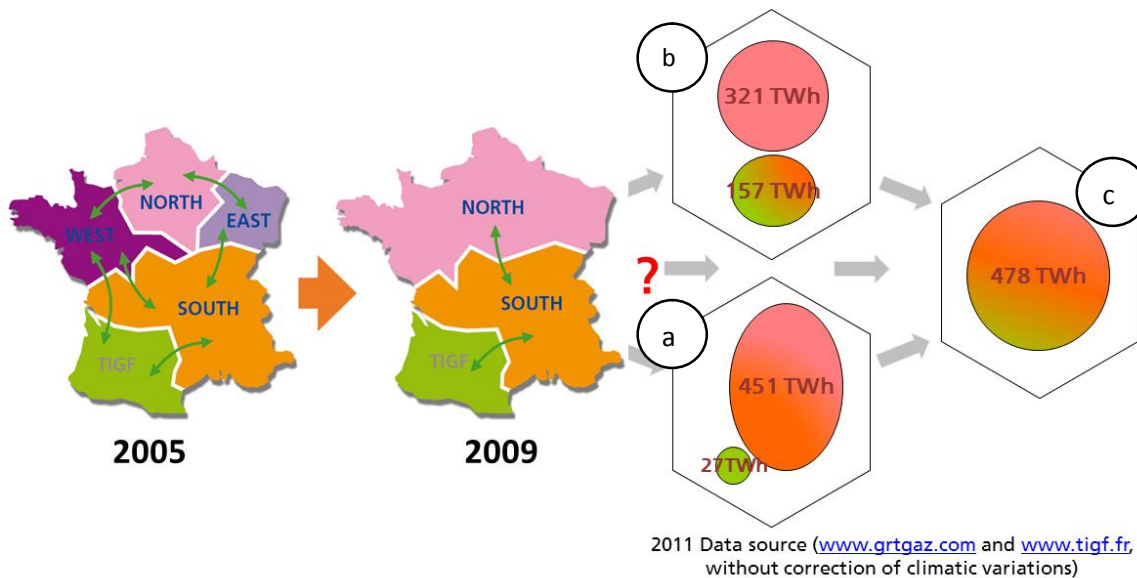 NORTH
EAST
WEST
SOUTH
TIGF
2005
NORTH
SOUTH
TIGF
2009
?
b
321 TWh
157 TWh
a
451 TWh
27TWh
c
478 TWh
2011 Data source (www.grtgaz.com and www.tigf.fr,
without correction of climatic variations)